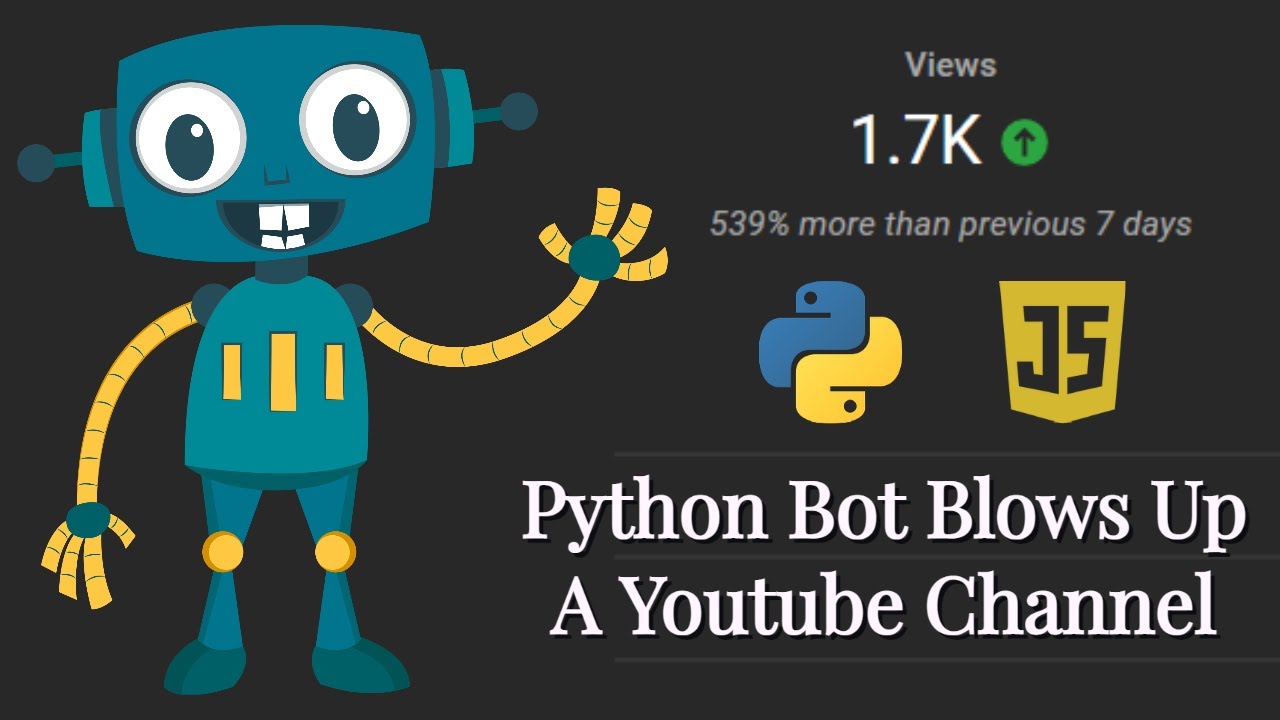 Views
1.7K
539% more than previous 7 days
JS
Python Bot Blows Up
A Youtube Channel